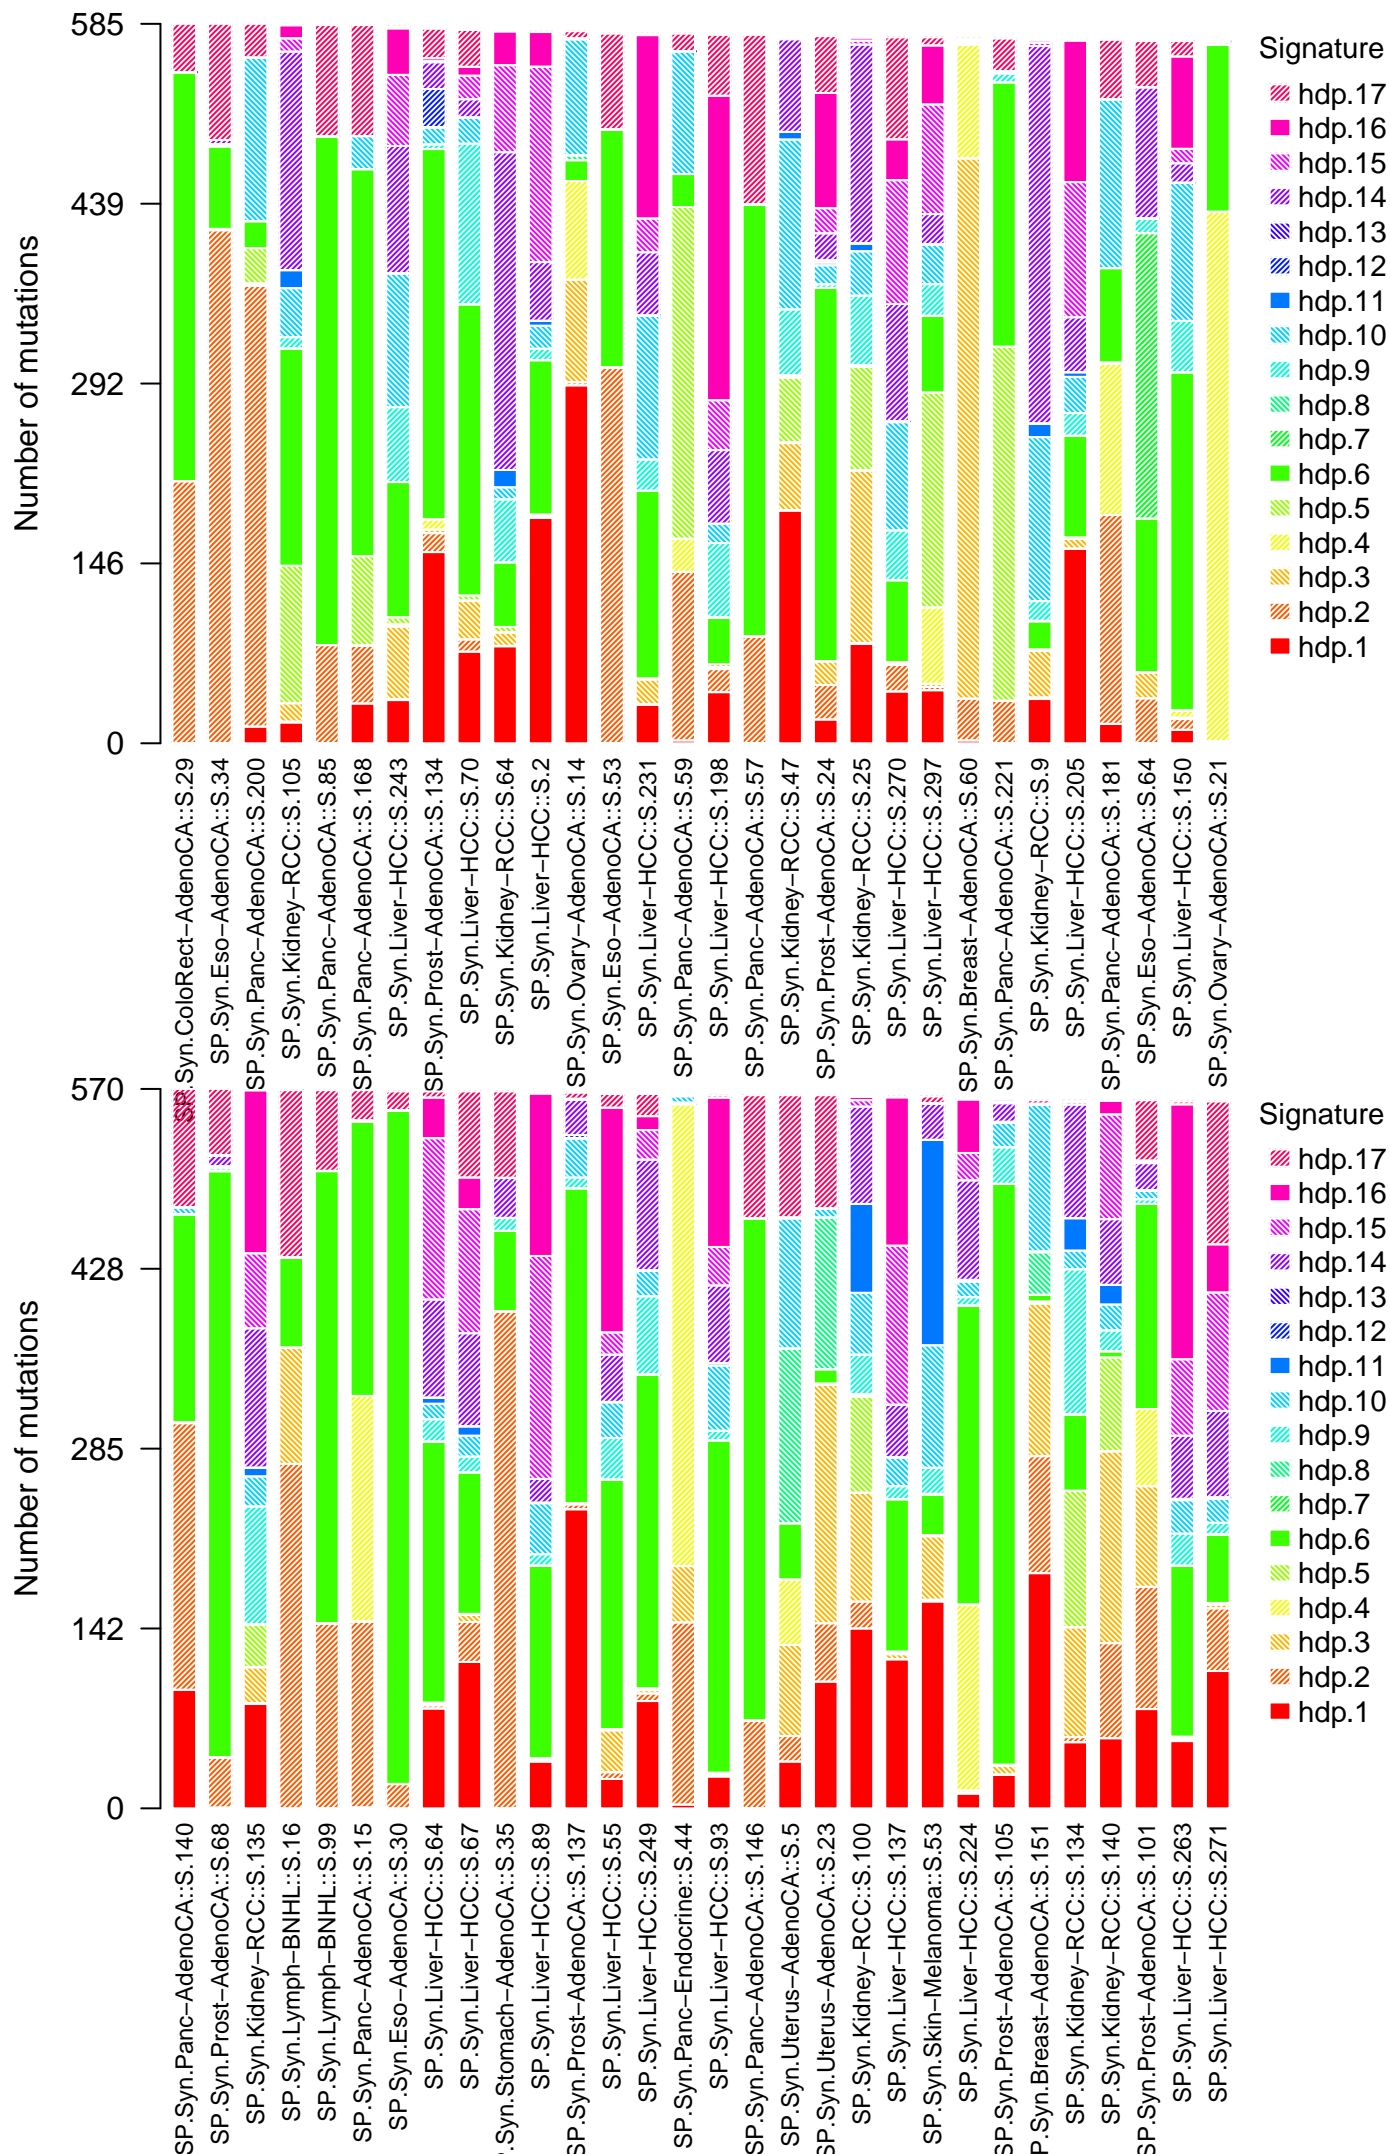 585
439
292
146
0
Number of mutations
Signature
hdp.17
hdp.16
hdp.15
hdp.14
hdp.13
hdp.12
hdp.11
hdp.10
hdp.9
hdp.8
hdp.7
hdp.6
hdp.5
hdp.4
hdp.3
hdp.2
hdp.1
SP.Syn.ColoRect−AdenoCA::S.29
SP.Syn.Eso−AdenoCA::S.34
SP.Syn.Panc−AdenoCA::S.200
SP.Syn.Kidney−RCC::S.105
SP.Syn.Panc−AdenoCA::S.85
SP.Syn.Panc−AdenoCA::S.168
SP.Syn.Liver−HCC::S.243
SP.Syn.Prost−AdenoCA::S.134
SP.Syn.Liver−HCC::S.70
SP.Syn.Kidney−RCC::S.64
SP.Syn.Liver−HCC::S.2
SP.Syn.Ovary−AdenoCA::S.14
SP.Syn.Eso−AdenoCA::S.53
SP.Syn.Liver−HCC::S.231
SP.Syn.Panc−AdenoCA::S.59
SP.Syn.Liver−HCC::S.198
SP.Syn.Panc−AdenoCA::S.57
SP.Syn.Kidney−RCC::S.47
SP.Syn.Prost−AdenoCA::S.24
SP.Syn.Kidney−RCC::S.25
SP.Syn.Liver−HCC::S.270
SP.Syn.Liver−HCC::S.297
SP.Syn.Breast−AdenoCA::S.60
SP.Syn.Panc−AdenoCA::S.221
SP.Syn.Kidney−RCC::S.9
SP.Syn.Liver−HCC::S.205
SP.Syn.Panc−AdenoCA::S.181
SP.Syn.Eso−AdenoCA::S.64
SP.Syn.Liver−HCC::S.150
SP.Syn.Ovary−AdenoCA::S.21
570
428
285
142
0
Number of mutations
Signature
hdp.17
hdp.16
hdp.15
hdp.14
hdp.13
hdp.12
hdp.11
hdp.10
hdp.9
hdp.8
hdp.7
hdp.6
hdp.5
hdp.4
hdp.3
hdp.2
hdp.1
SP.Syn.Panc−AdenoCA::S.140
SP.Syn.Prost−AdenoCA::S.68
SP.Syn.Kidney−RCC::S.135
SP.Syn.Lymph−BNHL::S.16
SP.Syn.Lymph−BNHL::S.99
SP.Syn.Panc−AdenoCA::S.15
SP.Syn.Eso−AdenoCA::S.30
SP.Syn.Liver−HCC::S.64
SP.Syn.Liver−HCC::S.67
.Syn.Stomach−AdenoCA::S.35
SP.Syn.Liver−HCC::S.89
SP.Syn.Prost−AdenoCA::S.137
SP.Syn.Liver−HCC::S.55
SP.Syn.Liver−HCC::S.249
SP.Syn.Panc−Endocrine::S.44
SP.Syn.Liver−HCC::S.93
SP.Syn.Panc−AdenoCA::S.146
SP.Syn.Uterus−AdenoCA::S.5
SP.Syn.Uterus−AdenoCA::S.23
SP.Syn.Kidney−RCC::S.100
SP.Syn.Liver−HCC::S.137
SP.Syn.Skin−Melanoma::S.53
SP.Syn.Liver−HCC::S.224
SP.Syn.Prost−AdenoCA::S.105
SP.Syn.Breast−AdenoCA::S.151
SP.Syn.Kidney−RCC::S.134
SP.Syn.Kidney−RCC::S.140
SP.Syn.Prost−AdenoCA::S.101
SP.Syn.Liver−HCC::S.263
SP.Syn.Liver−HCC::S.271